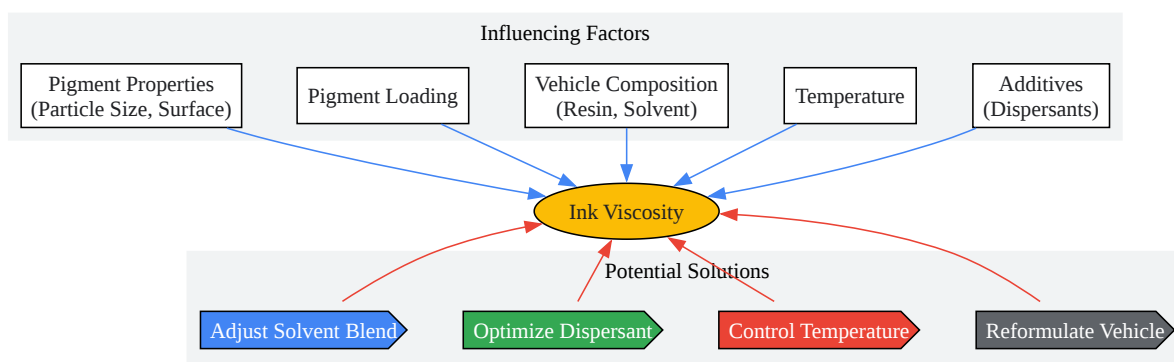 Influencing Factors
Pigment Properties
(Particle Size, Surface)
Pigment Loading
Vehicle Composition
(Resin, Solvent)
Temperature
Additives
(Dispersants)
Ink Viscosity
Potential Solutions
Adjust Solvent Blend
Optimize Dispersant
Control Temperature
Reformulate Vehicle